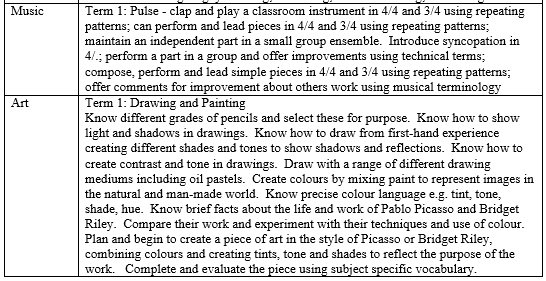 Music
Term 1: Pulse - clap and play a classroom instrument in 4/4 and 3/4 using repeating
patterns; can perform and lead pieces in 4/4 and 3/4 using repeating patterns;
maintain an independent part in a small group ensemble.  Introduce syncopation in
4/.; perform a part in a group and offer improvements using technical terms;
compose, perform and lead simple pieces in 4/4 and 3/4 using repeating patterns;
offer comments for improvement about others work using musical terminology
Art
Term 1: Drawing and Painting
Know different grades of pencils and select these for purpose.  Know how to show
light and shadows in drawings.  Know how to draw from first-hand experience
creating different shades and tones to show shadows and reflections.  Know how to
create contrast and tone in drawings.  Draw with a range of different drawing
mediums including oil pastels.  Create colours by mixing paint to represent images in
the natural and man-made world.  Know precise colour language e.g. tint, tone,
shade, hue.  Know brief facts about the life and work of Pablo Picasso and Bridget
Riley.  Compare their work and experiment with their techniques and use of colour.
Plan and begin to create a piece of art in the style of Picasso or Bridget Riley,
combining colours and creating tints, tone and shades to reflect the purpose of the
work.  Complete and evaluate the piece using subject specific vocabulary.